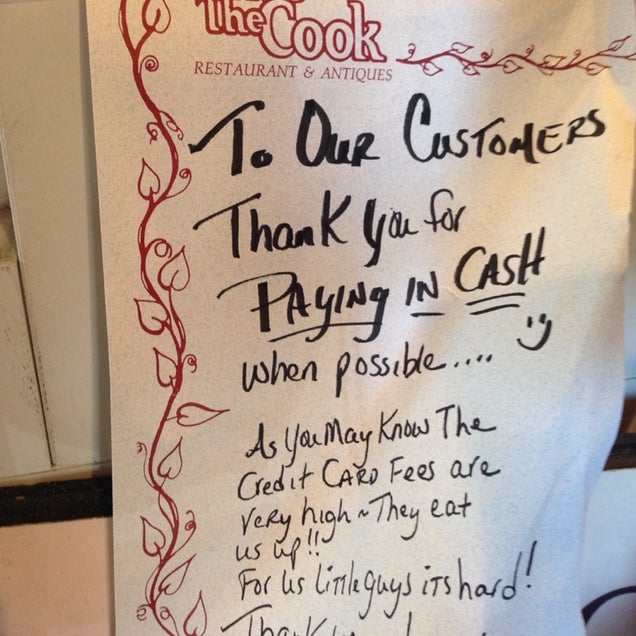 The Cook
RESTAURANT & ANTIQUES
To OuR CusTOMERS
Thank you for
PAYING IN CASH
when possible.... :)
As You May Know The
Credit CARD Fees are
very high ~ They eat
us up!!
For us little guys its hard!
Thank